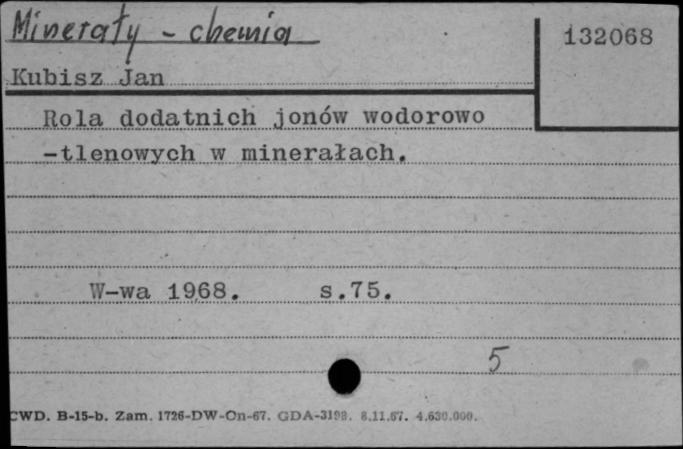 Minerały - chemia
132068
Kubisz Jan
Rola dodatnich jonów wodorowo
-tlenowych w minerałach.
W-wa 1968. s.75.
5
CWD. B-15-b. Zam. 1726-DW-On-67. GDA-3198. 8.11.67. 4.630.000.